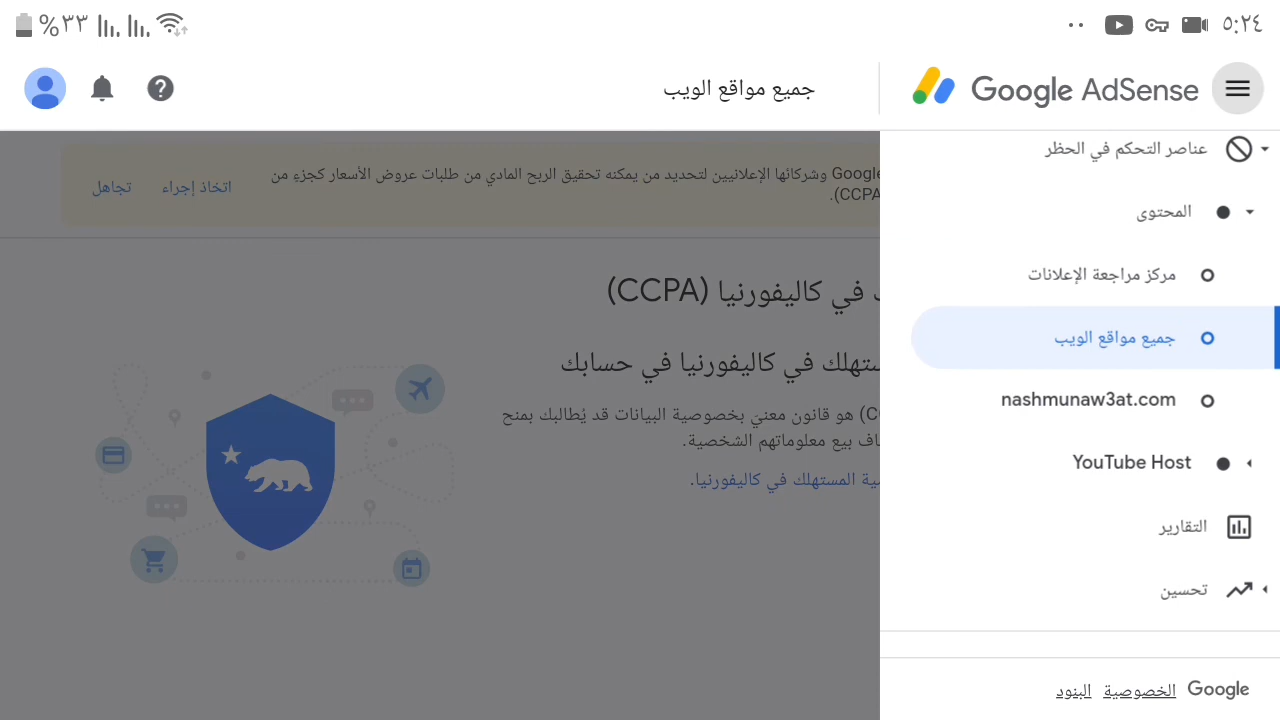 ٥:٢٤
%٣٣
Google AdSense
جميع مواقع الويب
عناصر التحكم في الحظر
المحتوى
مركز مراجعة الإعلانات
جميع مواقع الويب
nashmunaw3at.com
YouTube Host
التقارير
تحسين
Google الخصوصية البنود
Google وشركائها الإعلانيين لتحديد من يمكنه تحقيق الربح المادي من طلبات عروض الأسعار كجزءٍ من
(CCPA).
اتخاذ إجراء
تجاهل
في كاليفورنيا (CCPA)
في كاليفورنيا في حسابك
هو قانون معنيّ بخصوصية البيانات قد يُطالبك بمنح
بيع معلوماتهم الشخصية.
المستهلك في كاليفورنيا.